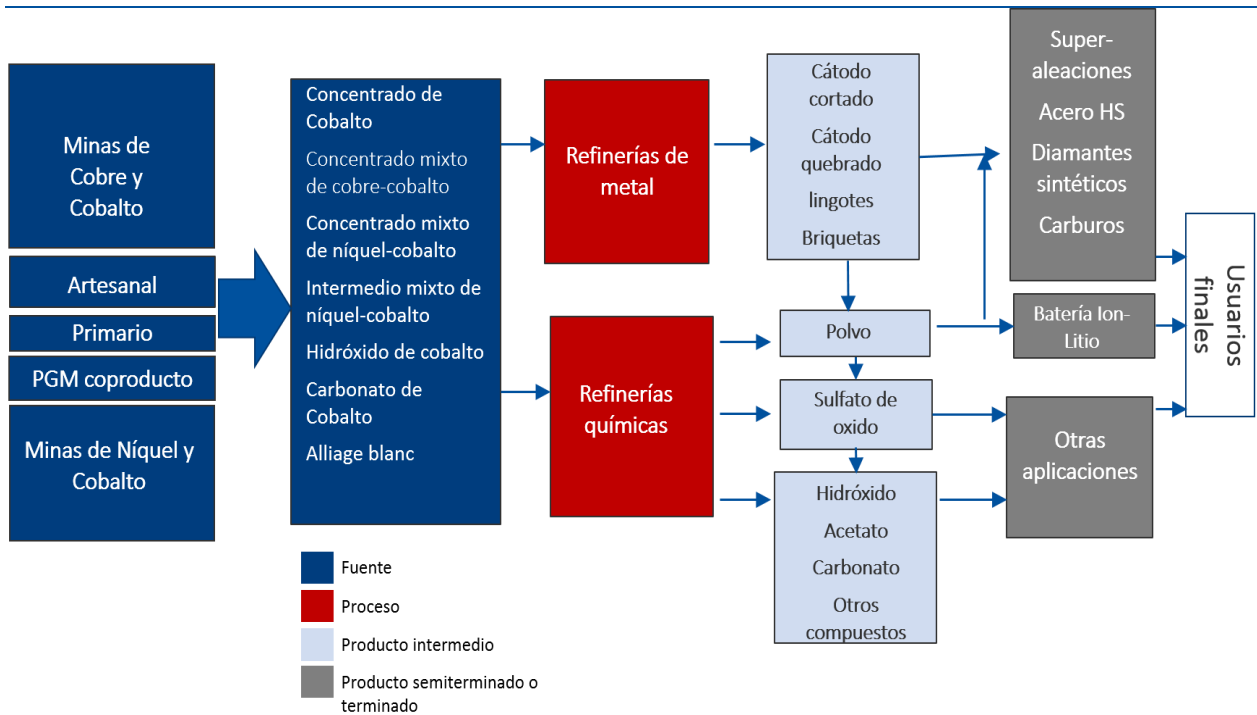 Minas de
Cobre y
Cobalto
Artesanal
Primario
PGM coproducto
Minas de Níquel y
Cobalto
Concentrado de
Cobalto
Concentrado mixto
de cobre-cobalto
Concentrado mixto
de níquel-cobalto
Intermedio mixto de
níquel-cobalto
Hidróxido de cobalto
Carbonato de
Cobalto
Alliage blanc
Refinerías de
metal
Refinerías
químicas
Cátodo
cortado
Cátodo
quebrado
lingotes
Briquetas
Polvo
Sulfato de
oxido
Hidróxido
Acetato
Carbonato
Otros
compuestos
Super-
aleaciones
Acero HS
Diamantes
sintéticos
Carburos
Batería Ion-
Litio
Otras
aplicaciones
Usuarios
finales
Fuente
Proceso
Producto intermedio
Producto semiterminado o
terminado